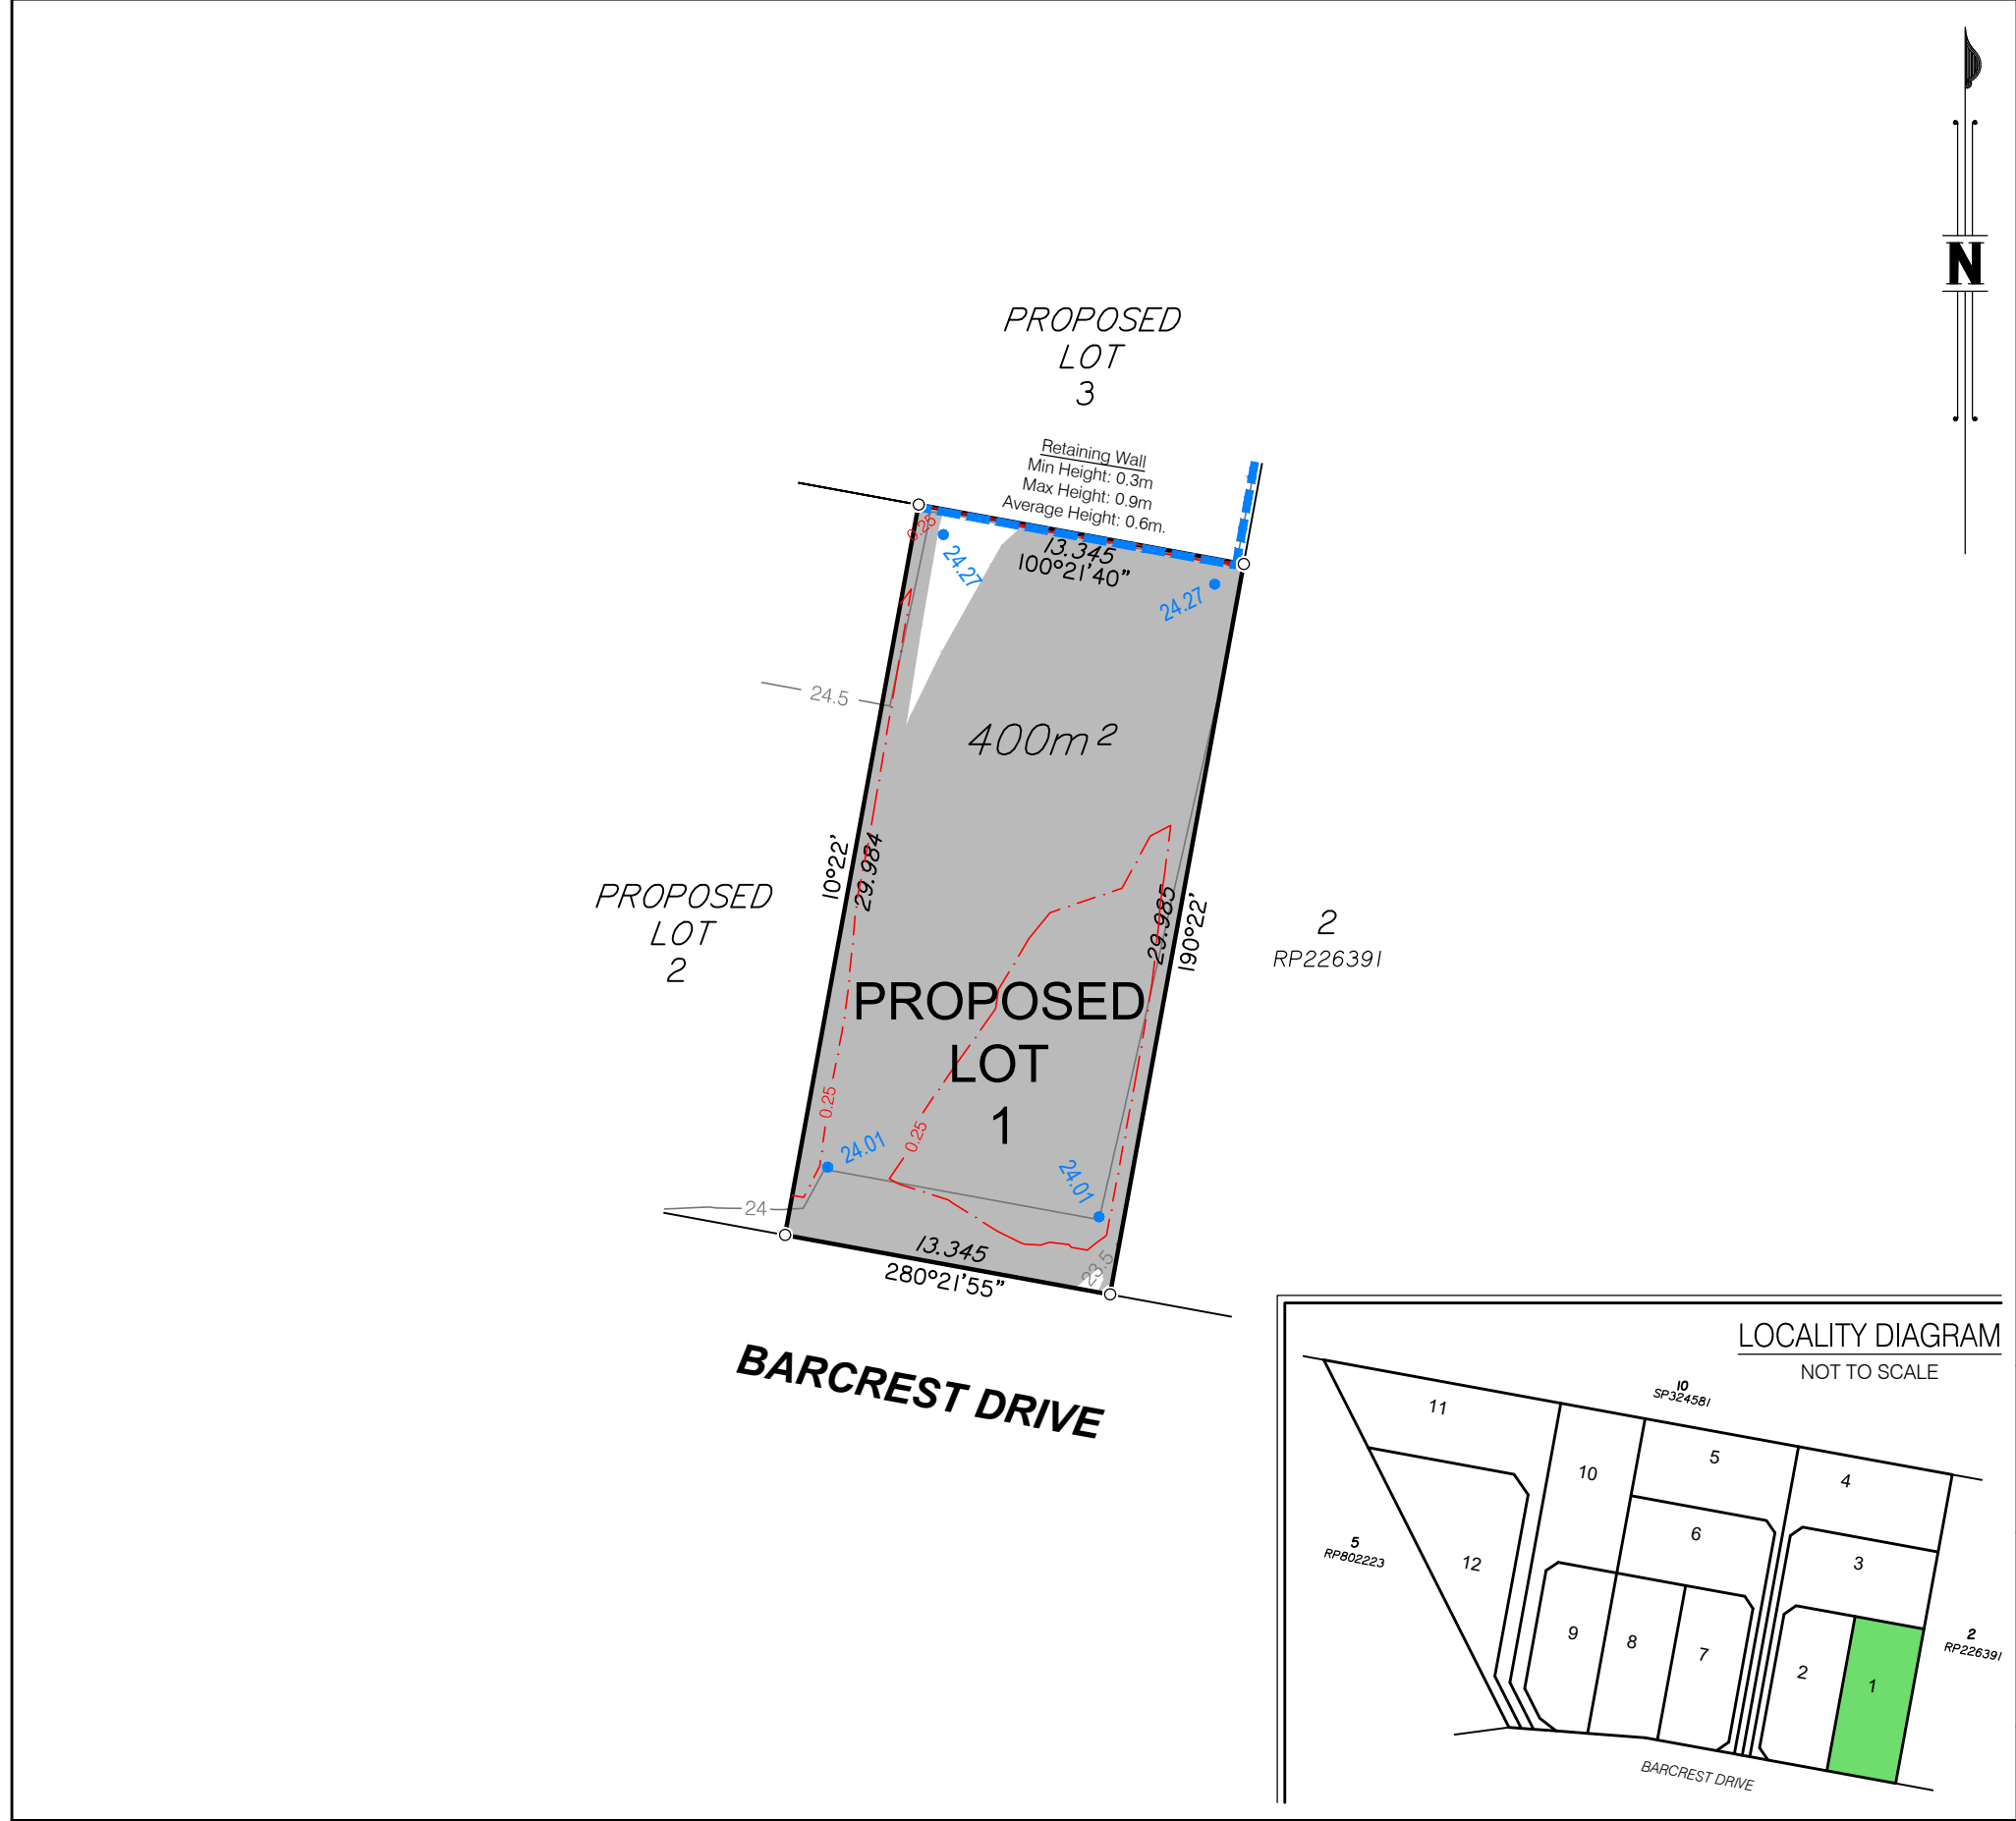 N
PROPOSED
LOT
3
Retaining Wall
Min Height: 0.3m
Max Height: 0.9m
Average Height: 0.6m.
0.25
13.345
100°21'40"
24.27
24.27
24.5
400m²
10°22'
29.984
29.985
190°22'
PROPOSED
LOT
2
2
RP226391
PROPOSED
LOT
1
0.25
0.25
24.01
24.01
24
23.5
13.345
280°21'55"
BARCREST DRIVE
LOCALITY DIAGRAM
NOT TO SCALE
10
SP324581
11
10
5
4
6
3
5
RP802223
12
9
8
7
2
1
2
RP226391
BARCREST DRIVE